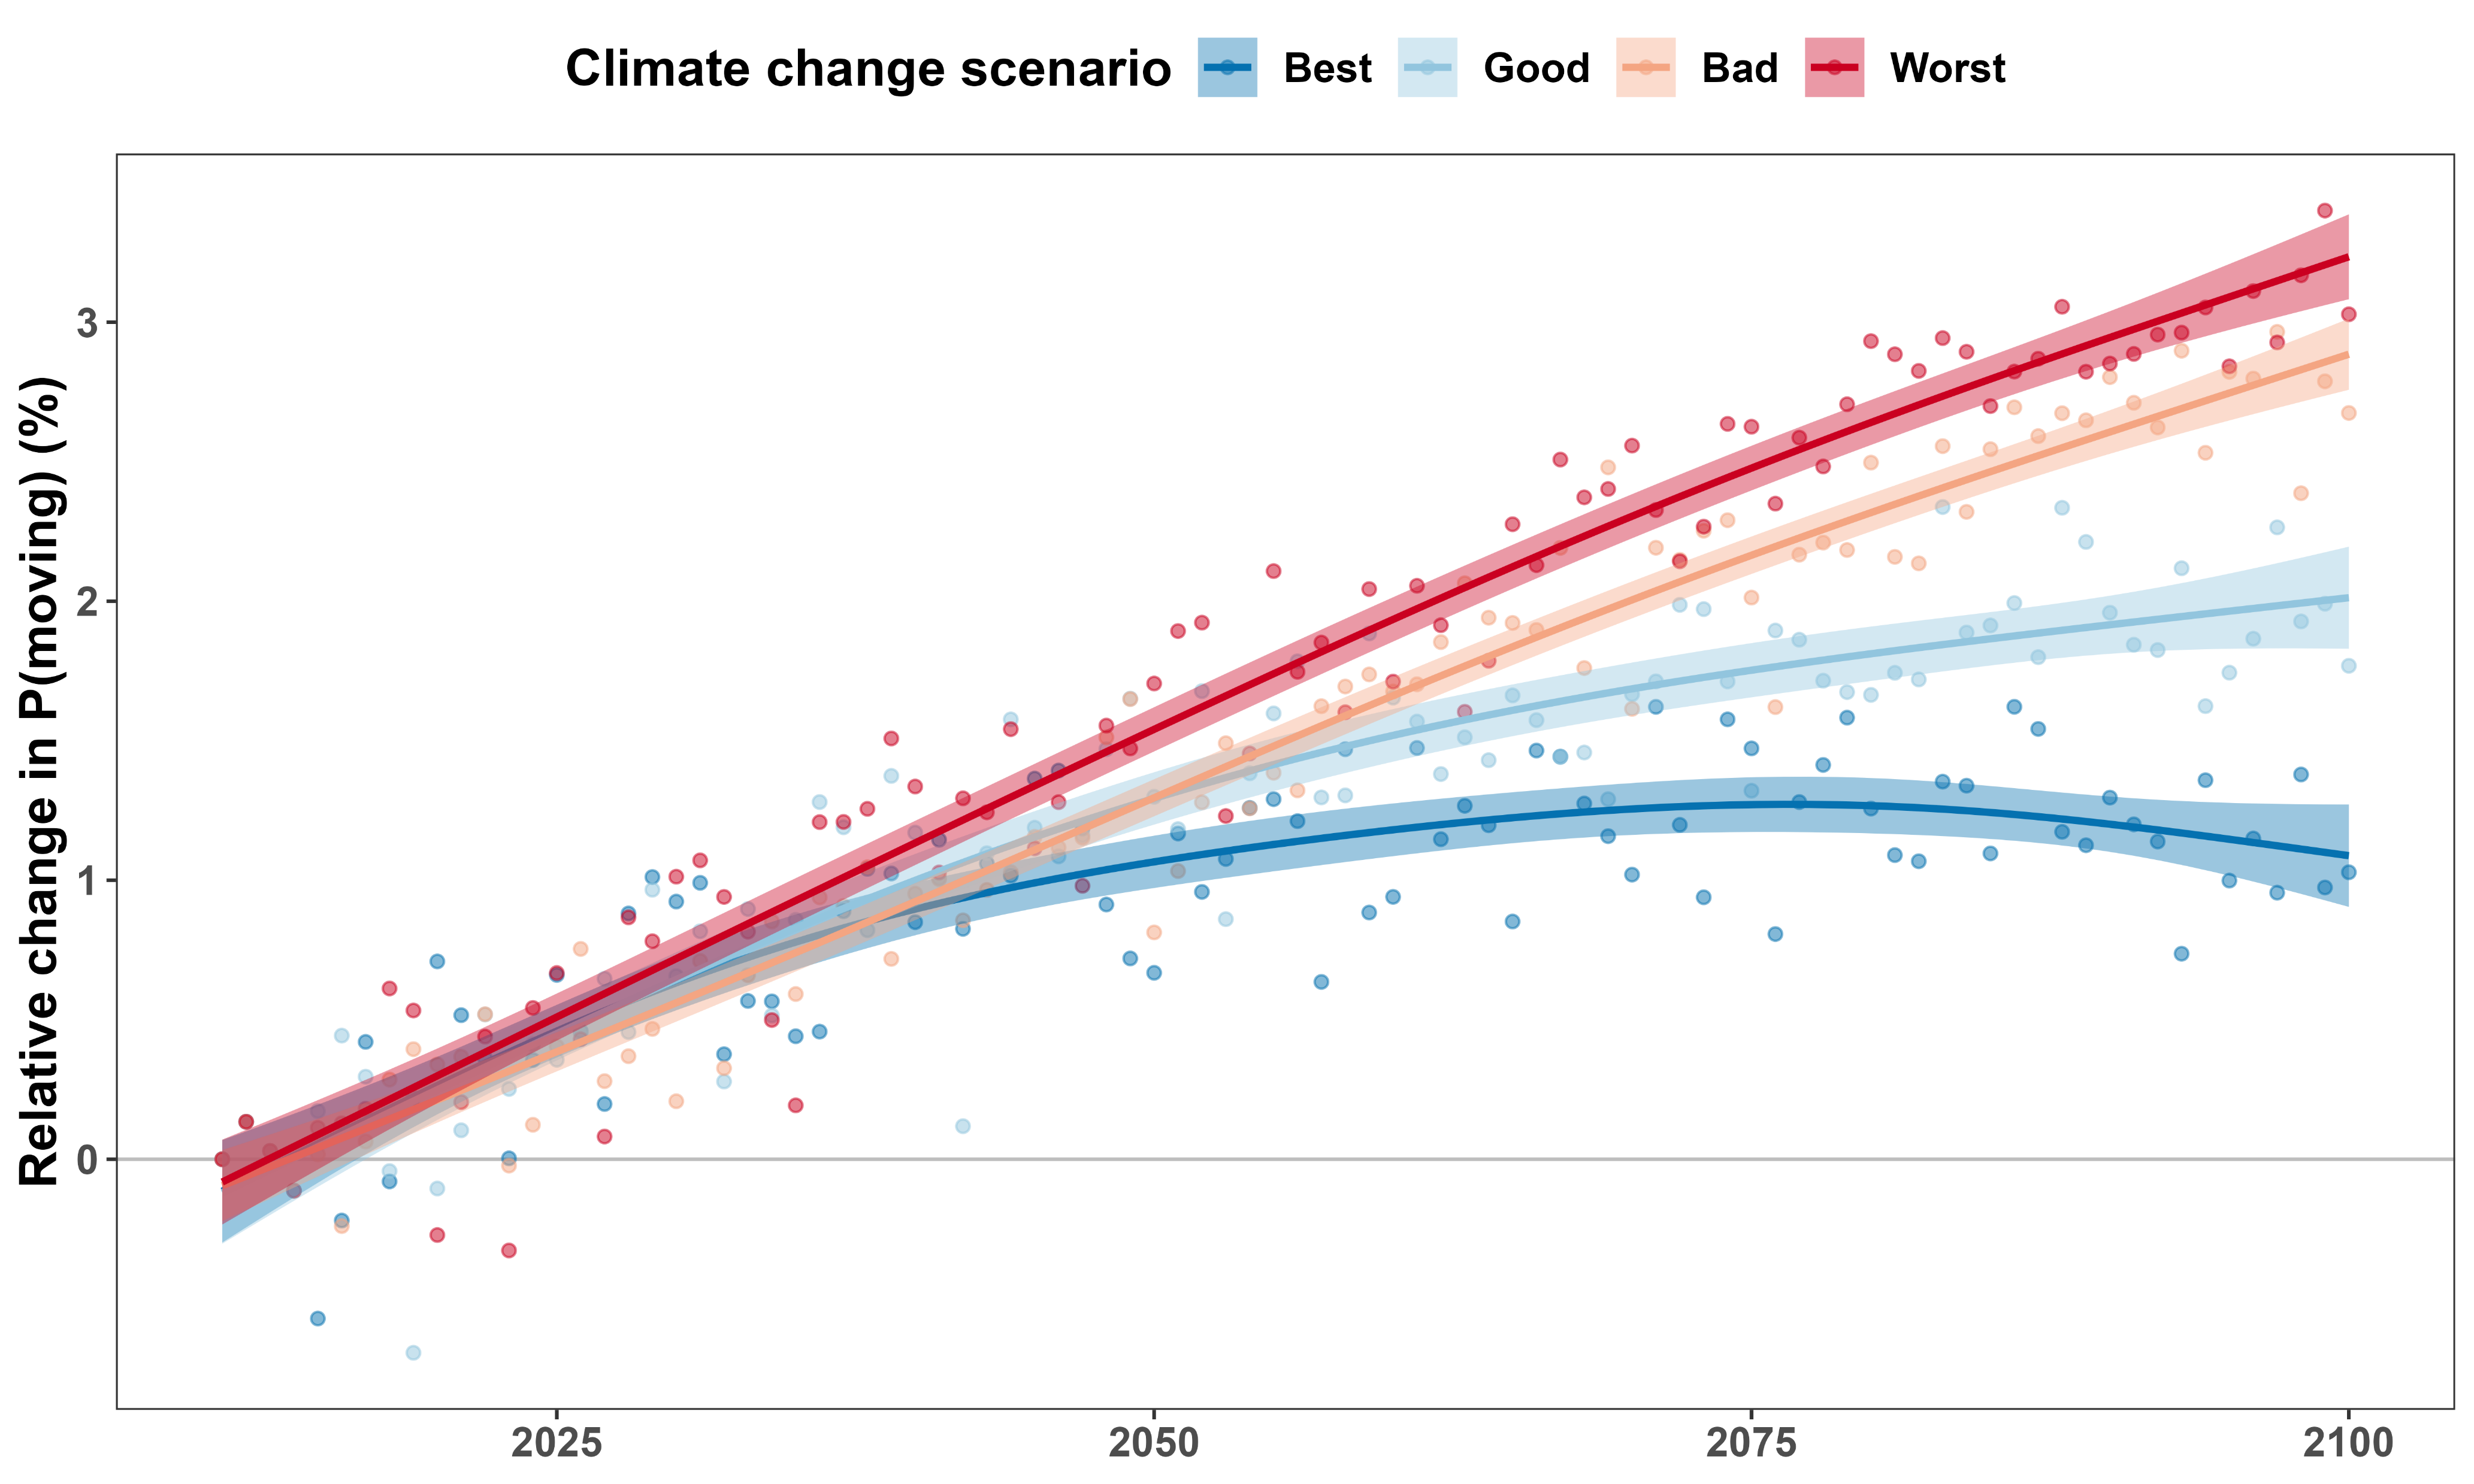 Climate change scenario Best Good Bad Worst
Relative change in P(moving) (%)
3
2
1
0
2025 2050 2075 2100